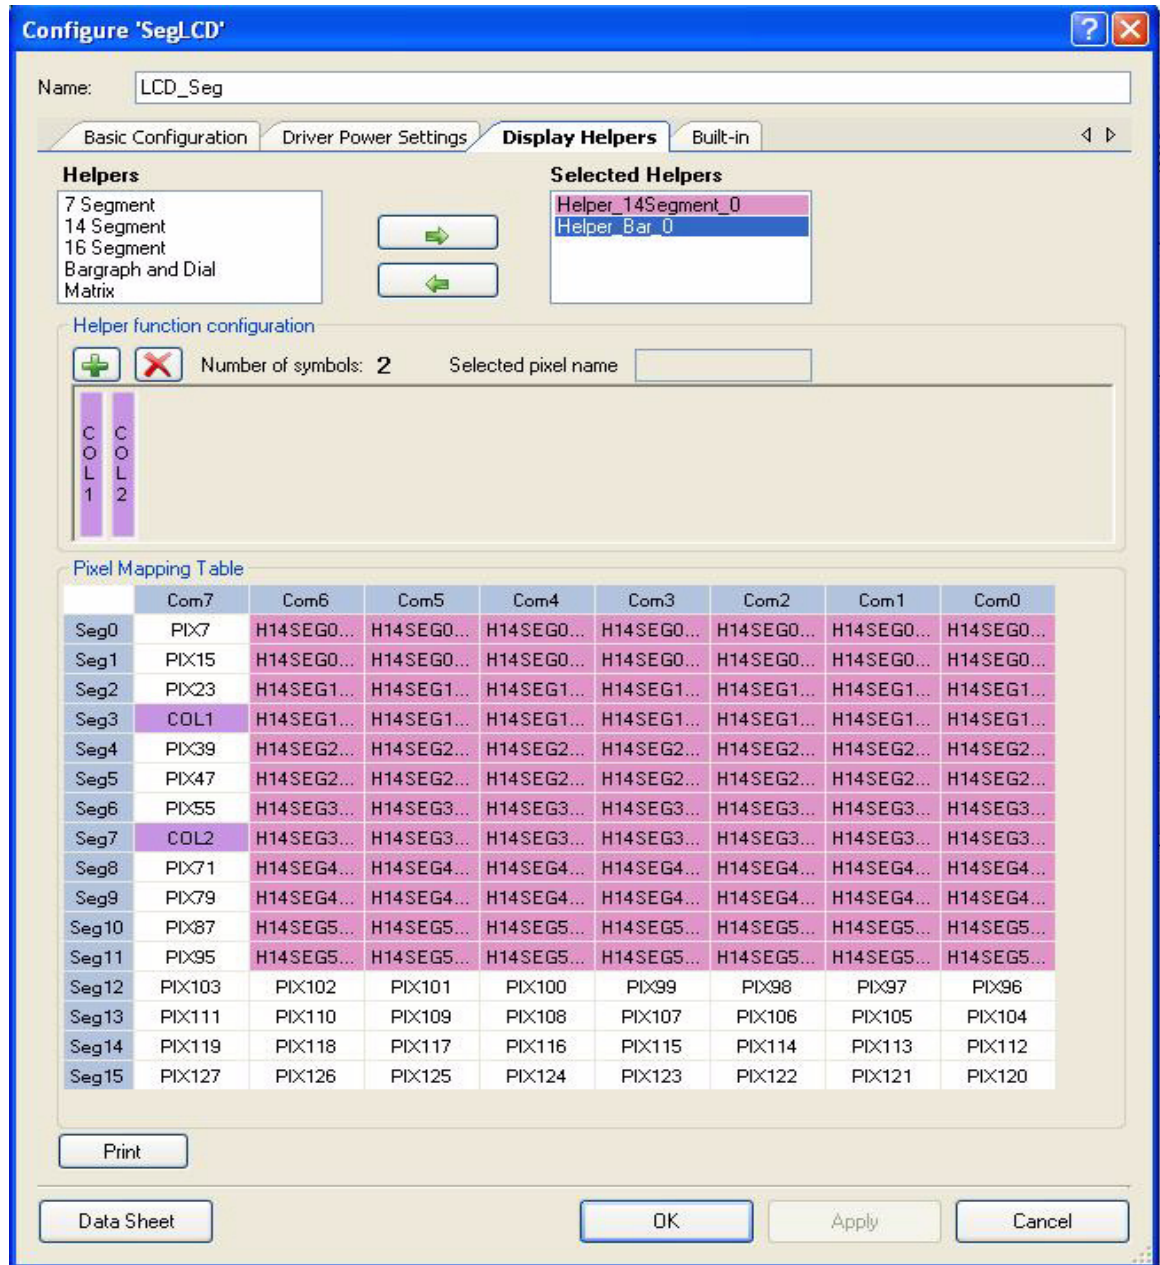 Configure 'SegLCD'
Name: LCD_Seg
Basic Configuration Driver Power Settings Display Helpers Built-in
Helpers Selected Helpers
7 Segment Helper_14Segment_0
14 Segment Helper_Bar_0
16 Segment
Bargraph and Dial
Matrix
Helper function configuration
Number of symbols: 2 Selected pixel name
COL1 COL2
Pixel Mapping Table
Com7 Com6 Com5 Com4 Com3 Com2 Com1 Com0
Seg0 PIX7 H14SEG0... H14SEG0... H14SEG0... H14SEG0... H14SEG0... H14SEG0... H14SEG0...
Seg1 PIX15 H14SEG0... H14SEG0... H14SEG0... H14SEG0... H14SEG0... H14SEG0... H14SEG0...
Seg2 PIX23 H14SEG1... H14SEG1... H14SEG1... H14SEG1... H14SEG1... H14SEG1... H14SEG1...
Seg3 COL1 H14SEG1... H14SEG1... H14SEG1... H14SEG1... H14SEG1... H14SEG1... H14SEG1...
Seg4 PIX39 H14SEG2... H14SEG2... H14SEG2... H14SEG2... H14SEG2... H14SEG2... H14SEG2...
Seg5 PIX47 H14SEG2... H14SEG2... H14SEG2... H14SEG2... H14SEG2... H14SEG2... H14SEG2...
Seg6 PIX55 H14SEG3... H14SEG3... H14SEG3... H14SEG3... H14SEG3... H14SEG3... H14SEG3...
Seg7 COL2 H14SEG3... H14SEG3... H14SEG3... H14SEG3... H14SEG3... H14SEG3... H14SEG3...
Seg8 PIX71 H14SEG4... H14SEG4... H14SEG4... H14SEG4... H14SEG4... H14SEG4... H14SEG4...
Seg9 PIX79 H14SEG4... H14SEG4... H14SEG4... H14SEG4... H14SEG4... H14SEG4... H14SEG4...
Seg10 PIX87 H14SEG5... H14SEG5... H14SEG5... H14SEG5... H14SEG5... H14SEG5... H14SEG5...
Seg11 PIX95 H14SEG5... H14SEG5... H14SEG5... H14SEG5... H14SEG5... H14SEG5... H14SEG5...
Seg12 PIX103 PIX102 PIX101 PIX100 PIX99 PIX98 PIX97 PIX96
Seg13 PIX111 PIX110 PIX109 PIX108 PIX107 PIX106 PIX105 PIX104
Seg14 PIX119 PIX118 PIX117 PIX116 PIX115 PIX114 PIX113 PIX112
Seg15 PIX127 PIX126 PIX125 PIX124 PIX123 PIX122 PIX121 PIX120
Print
Data Sheet OK Apply Cancel